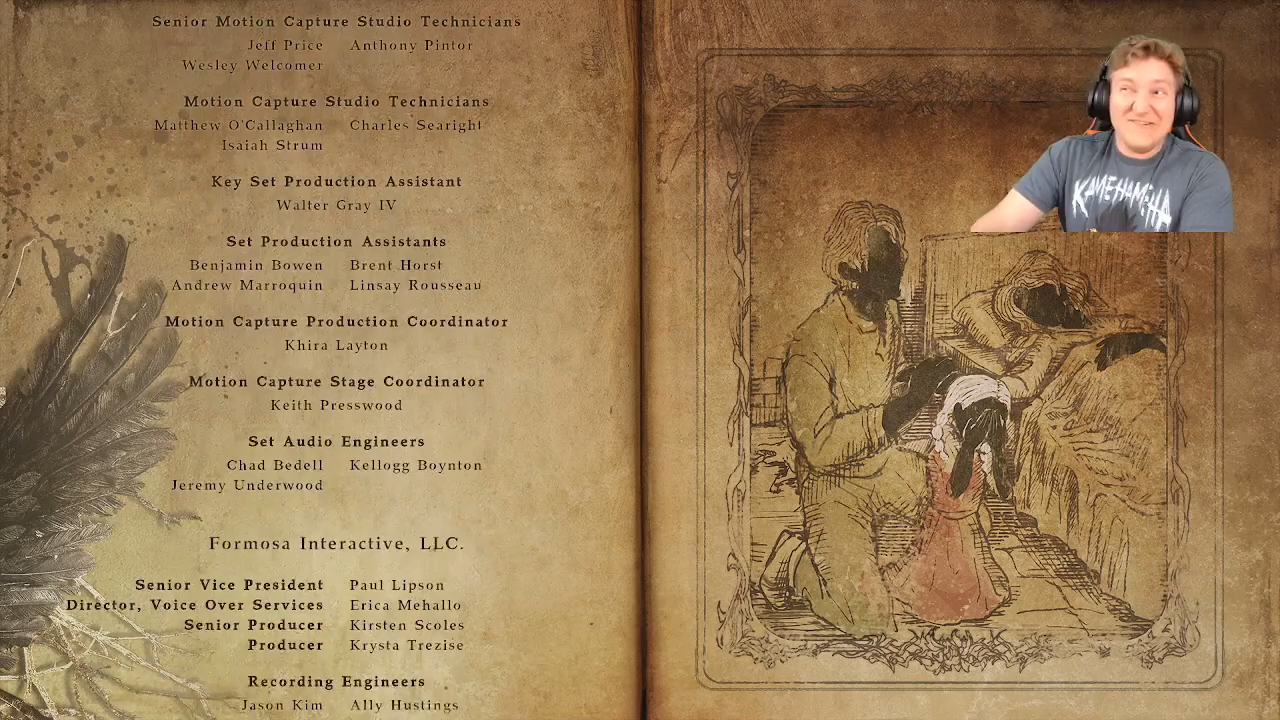 Senior Motion Capture Studio Technicians
Jeff Price Anthony Pintor
Wesley Welcomer
Motion Capture Studio Technicians
Matthew O'Callaghan Charles Searight
Isaiah Strum
Key Set Production Assistant
Walter Gray IV
Set Production Assistants
Benjamin Bowen Brent Horst
Andrew Marroquin Linsay Rousseau
Motion Capture Production Coordinator
Khira Layton
Motion Capture Stage Coordinator
Keith Presswood
Set Audio Engineers
Chad Bedell Kellogg Boynton
Jeremy Underwood
Formosa Interactive, LLC.
Senior Vice President Paul Lipson
Director, Voice Over Services Erica Mehallo
Senior Producer Kirsten Scoles
Producer Krysta Trezise
Recording Engineers
Jason Kim Ally Hustings
KAMEHAMEHA